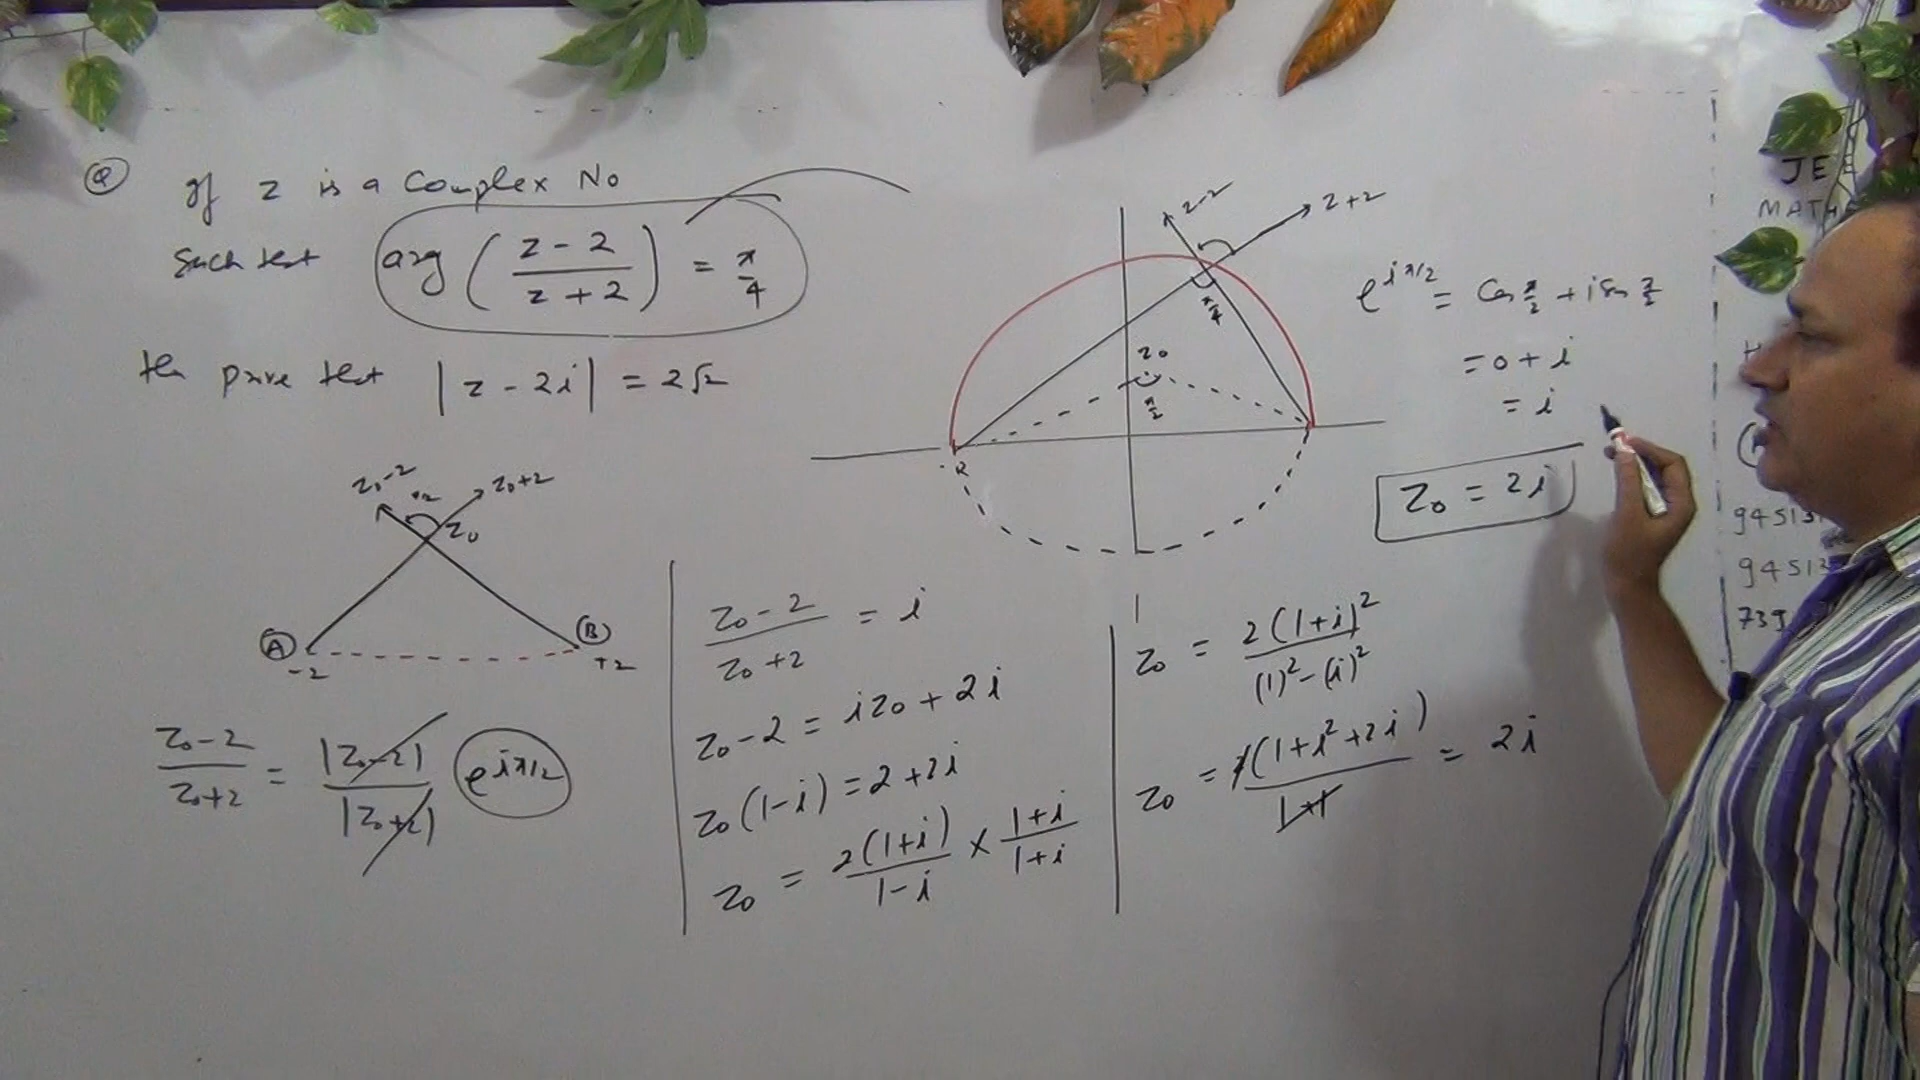 Q If z is a Complex No
Such that arg ( z - 2 / z + 2 ) = π/4
then prove that | z - 2i | = 2√2
z-2
z+2
π/4
z0
π/2
-2
e^iπ/2 = Cos π/2 + i Sin π/2
= 0 + i
= i
z0 = 2i
z0-2
π/2
z0+2
z0
A
-2
B
+2
z0-2 / z0+2 = |z0-2| / |z0+2| e^iπ/2
z0-2 / z0+2 = i
z0-2 = iz0 + 2i
z0(1-i) = 2+2i
z0 = 2(1+i) / 1-i × 1+i / 1+i
z0 = 2(1+i)^2 / (1)^2-(i)^2
z0 = 2(1+i^2+2i) / 1+1 = 2i
JE
MATHE
9451
9451
739